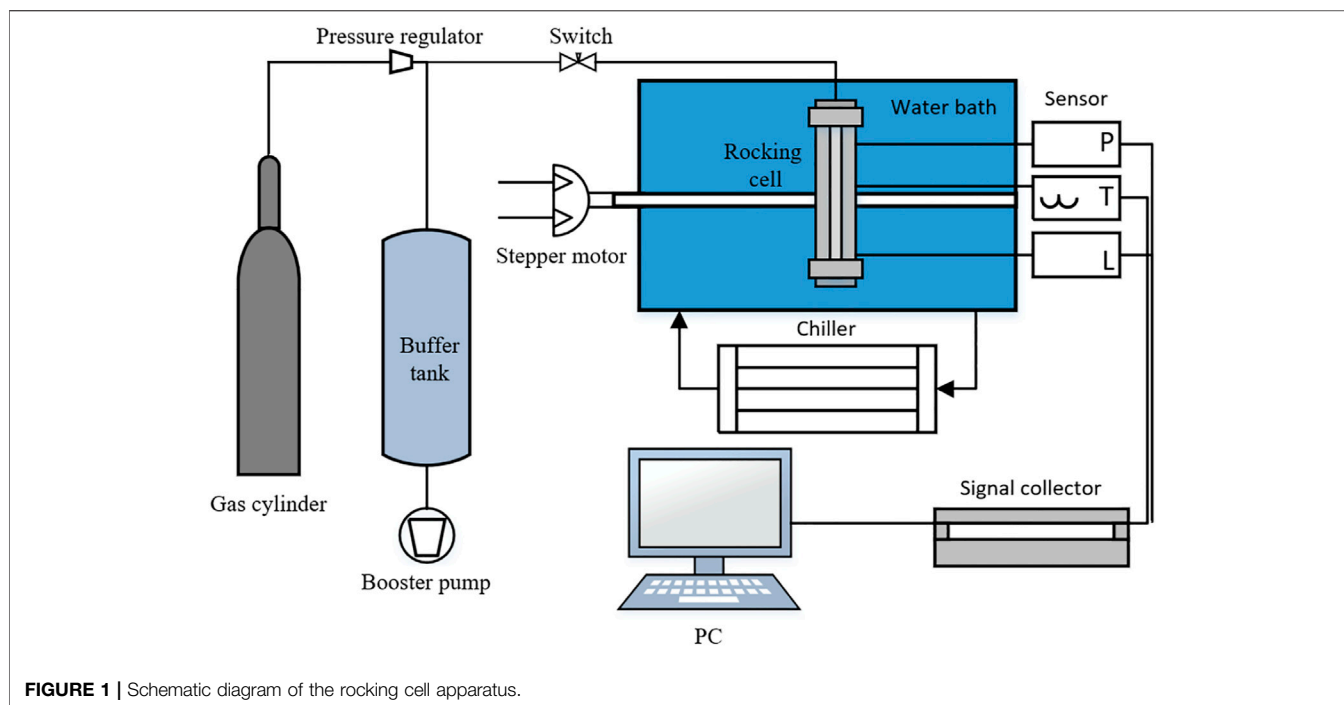 Pressure regulator
Switch
Water bath
Sensor
P
Rocking
cell
T
Stepper motor
L
Chiller
Buffer
tank
Gas cylinder
Signal collector
Booster pump
PC
FIGURE 1 | Schematic diagram of the rocking cell apparatus.